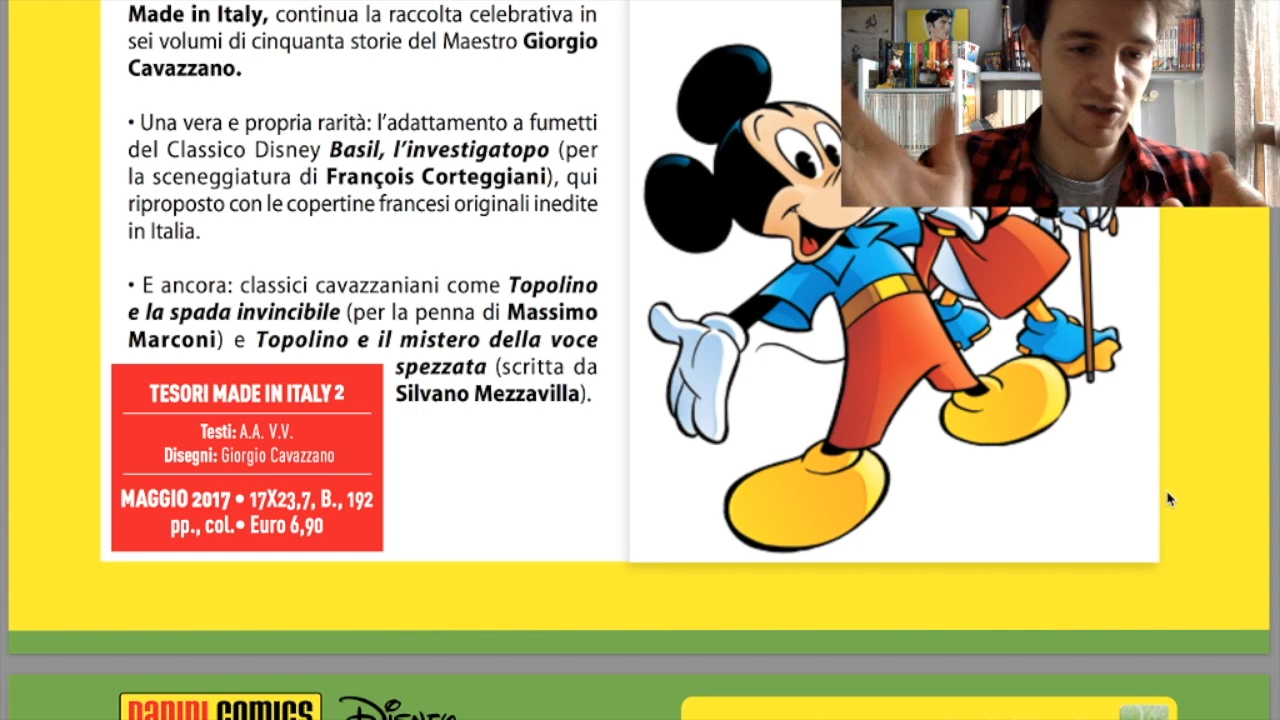 Made in Italy, continua la raccolta celebrativa in
sei volumi di cinquanta storie del Maestro Giorgio
Cavazzano.
• Una vera e propria rarità: l’adattamento a fumetti
del Classico Disney Basil, l’investigatopo (per
la sceneggiatura di François Corteggiani), qui
riproposto con le copertine francesi originali inedite
in Italia.
• E ancora: classici cavazzaniani come Topolino
e la spada invincibile (per la penna di Massimo
Marconi) e Topolino e il mistero della voce
spezzata (scritta da
Silvano Mezzavilla).
TESORI MADE IN ITALY 2
Testi: A.A. V.V.
Disegni: Giorgio Cavazzano
MAGGIO 2017 • 17X23,7, B., 192
pp., col.• Euro 6,90
PANINI COMICS
DISNEY